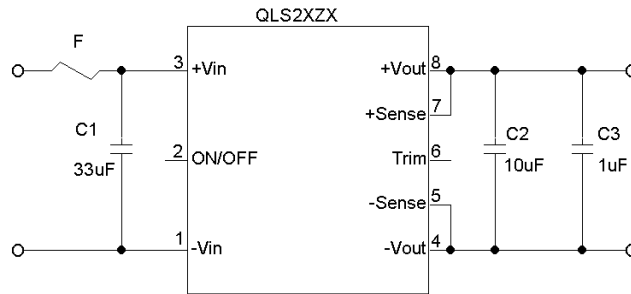 QLS2XZX
F
3
+Vin
+Vout
8
+Sense
7
C1
33uF
2
ON/OFF
Trim
6
C2
10uF
C3
1uF
-Sense
5
1
-Vin
-Vout
4